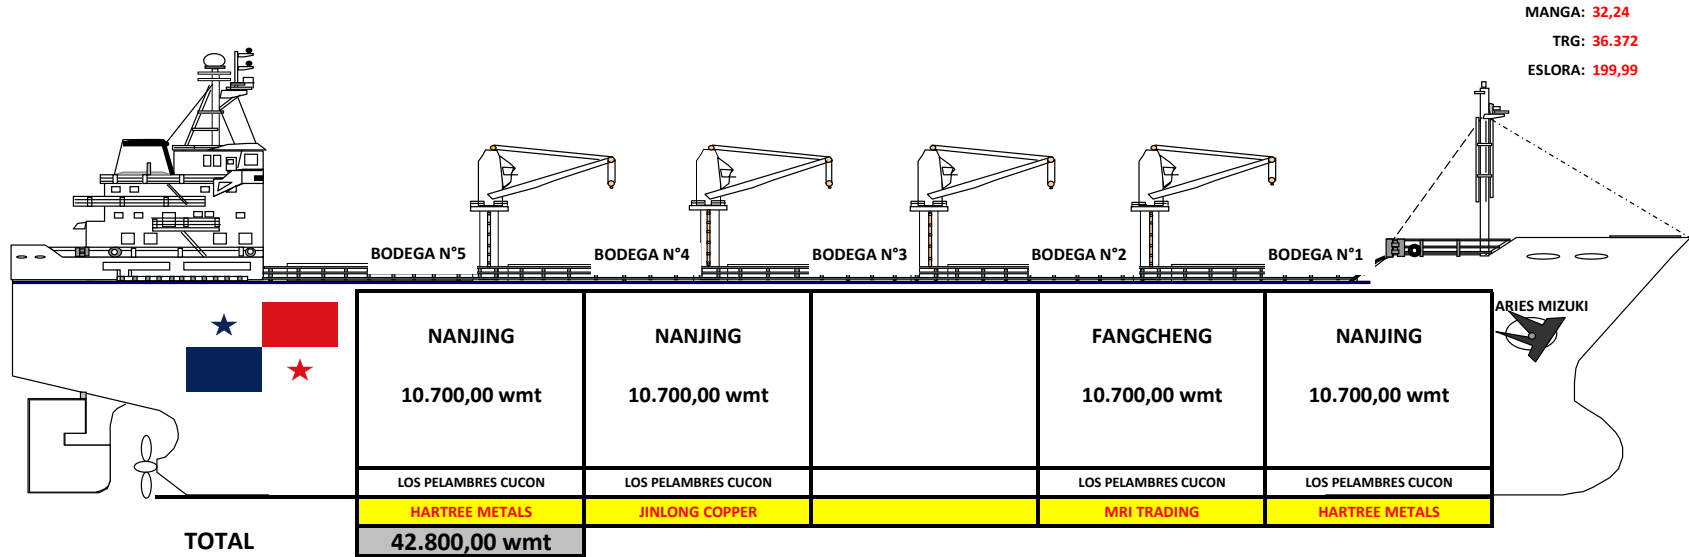 MANGA: 32,24
TRG: 36.372
ESLORA: 199,99
BODEGA N°5 BODEGA N°4 BODEGA N°3 BODEGA N°2 BODEGA N°1
ARIES MIZUKI
NANJING NANJING FANGCHENG NANJING
10.700,00 wmt 10.700,00 wmt 10.700,00 wmt 10.700,00 wmt
LOS PELAMBRES CUCON LOS PELAMBRES CUCON LOS PELAMBRES CUCON LOS PELAMBRES CUCON
HARTREE METALS JINLONG COPPER MRI TRADING HARTREE METALS
TOTAL 42.800,00 wmt